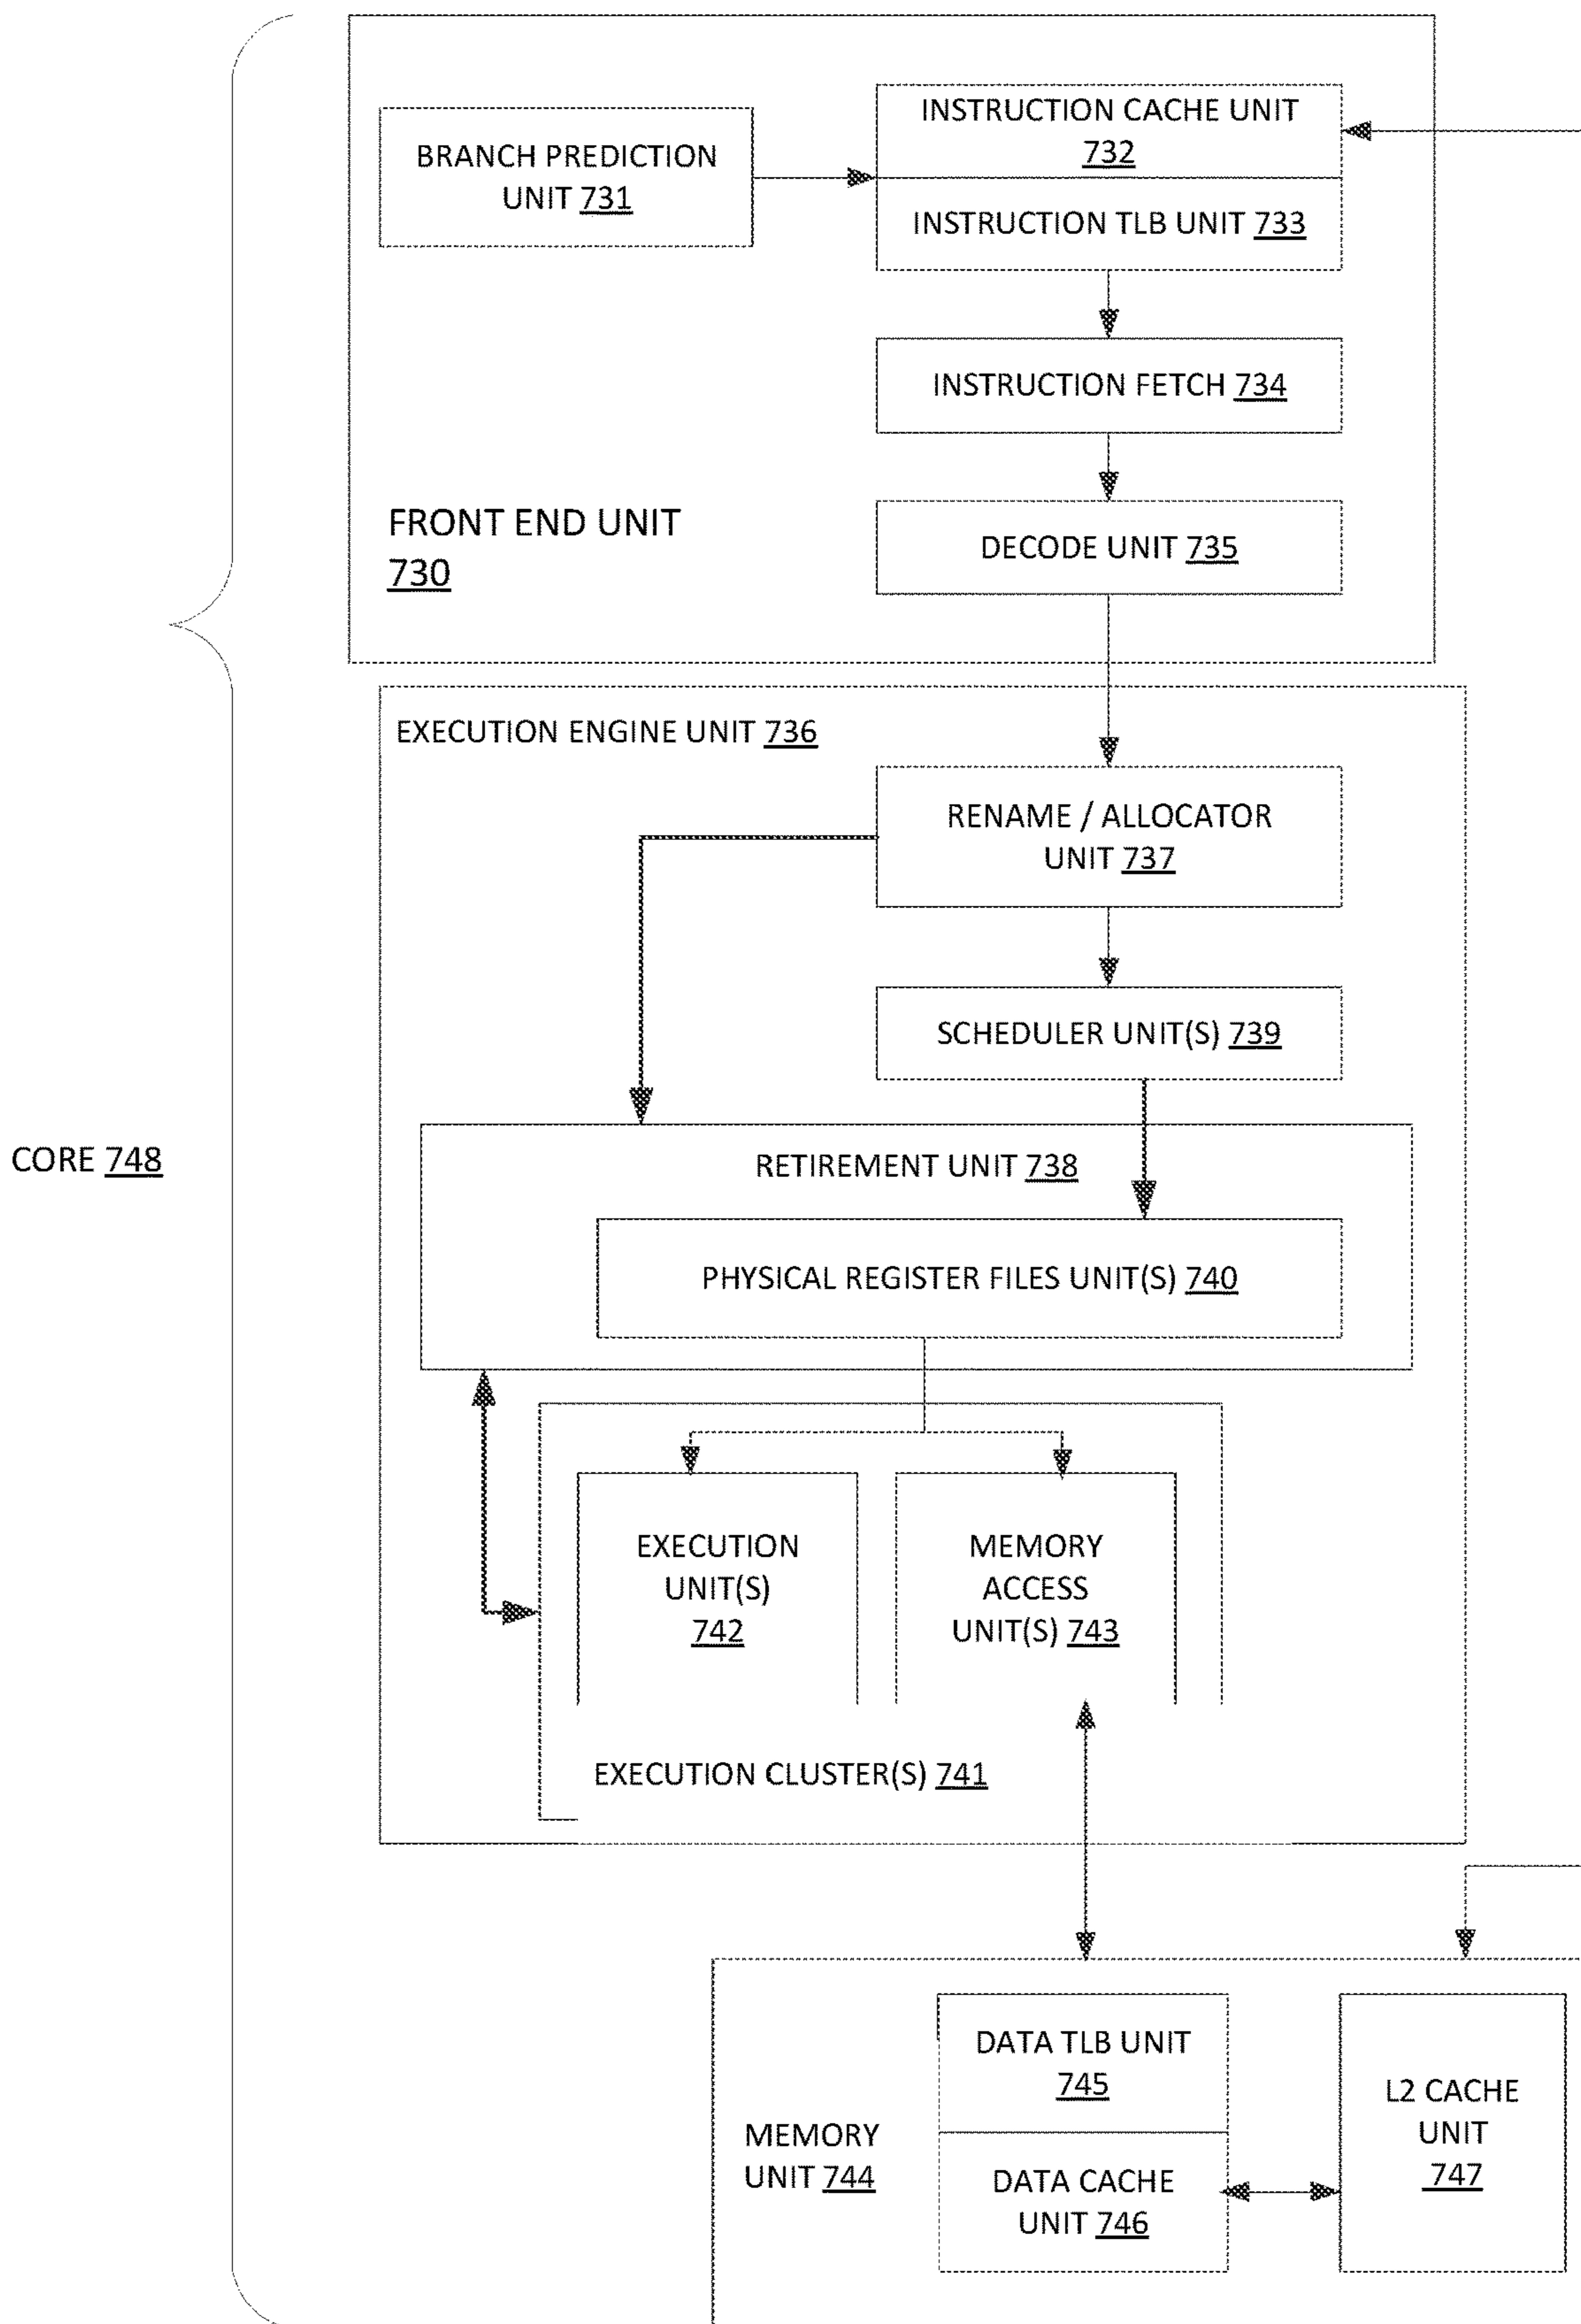 BRANCH PREDICTION
UNIT 731
INSTRUCTION CACHE UNIT
732
INSTRUCTION TLB UNIT 733
INSTRUCTION FETCH 734
FRONT END UNIT
730
DECODE UNIT 735
EXECUTION ENGINE UNIT 736
RENAME / ALLOCATOR
UNIT 737
SCHEDULER UNIT(S) 739
CORE 748
RETIREMENT UNIT 738
PHYSICAL REGISTER FILES UNIT(S) 740
EXECUTION
UNIT(S)
742
MEMORY
ACCESS
UNIT(S) 743
EXECUTION CLUSTER(S) 741
MEMORY
UNIT 744
DATA TLB UNIT
745
DATA CACHE
UNIT 746
L2 CACHE
UNIT
747